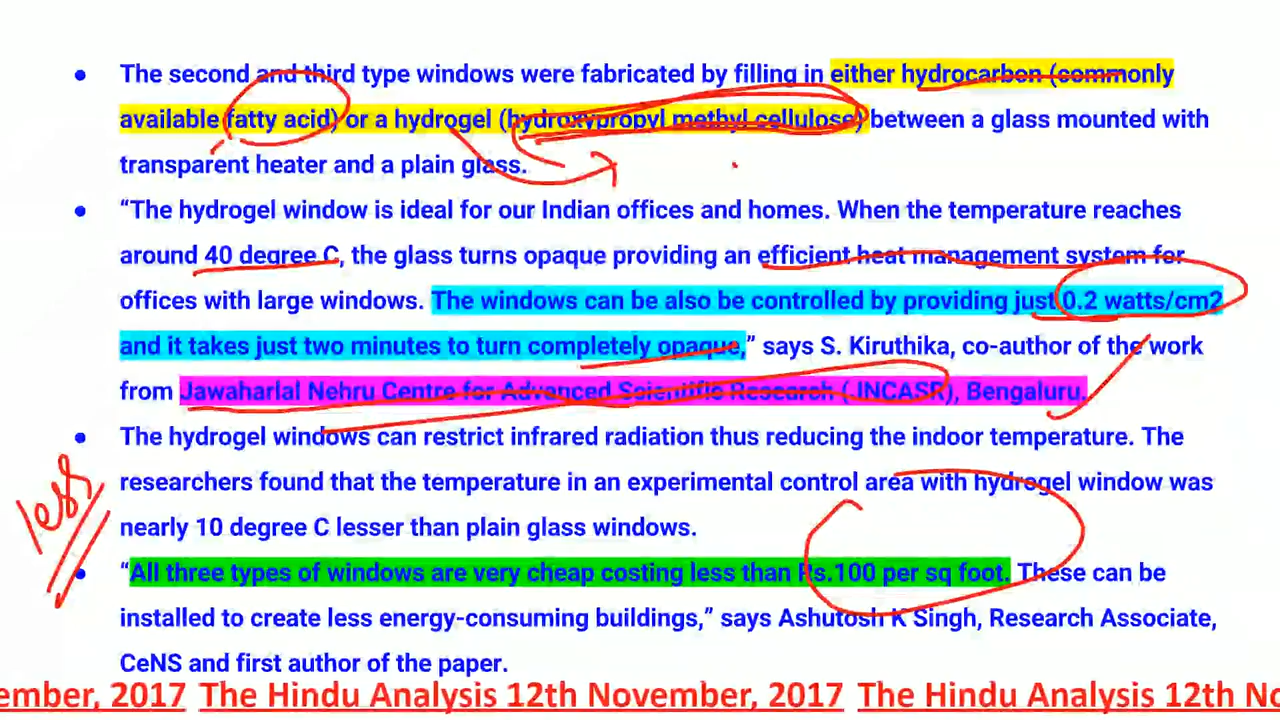 • The second and third type windows were fabricated by filling in either hydrocarbon (commonly
available fatty acid) or a hydrogel (hydroxypropyl methyl cellulose) between a glass mounted with
transparent heater and a plain glass.
• “The hydrogel window is ideal for our Indian offices and homes. When the temperature reaches
around 40 degree C, the glass turns opaque providing an efficient heat management system for
offices with large windows. The windows can be also be controlled by providing just 0.2 watts/cm2
and it takes just two minutes to turn completely opaque,” says S. Kiruthika, co-author of the work
from Jawaharlal Nehru Centre for Advanced Scientific Research (JNCASR), Bengaluru.
• The hydrogel windows can restrict infrared radiation thus reducing the indoor temperature. The
researchers found that the temperature in an experimental control area with hydrogel window was
nearly 10 degree C lesser than plain glass windows.
less
• “All three types of windows are very cheap costing less than Rs.100 per sq foot. These can be
installed to create less energy-consuming buildings,” says Ashutosh K Singh, Research Associate,
CeNS and first author of the paper.
ember, 2017 The Hindu Analysis 12th November, 2017 The Hindu Analysis 12th No